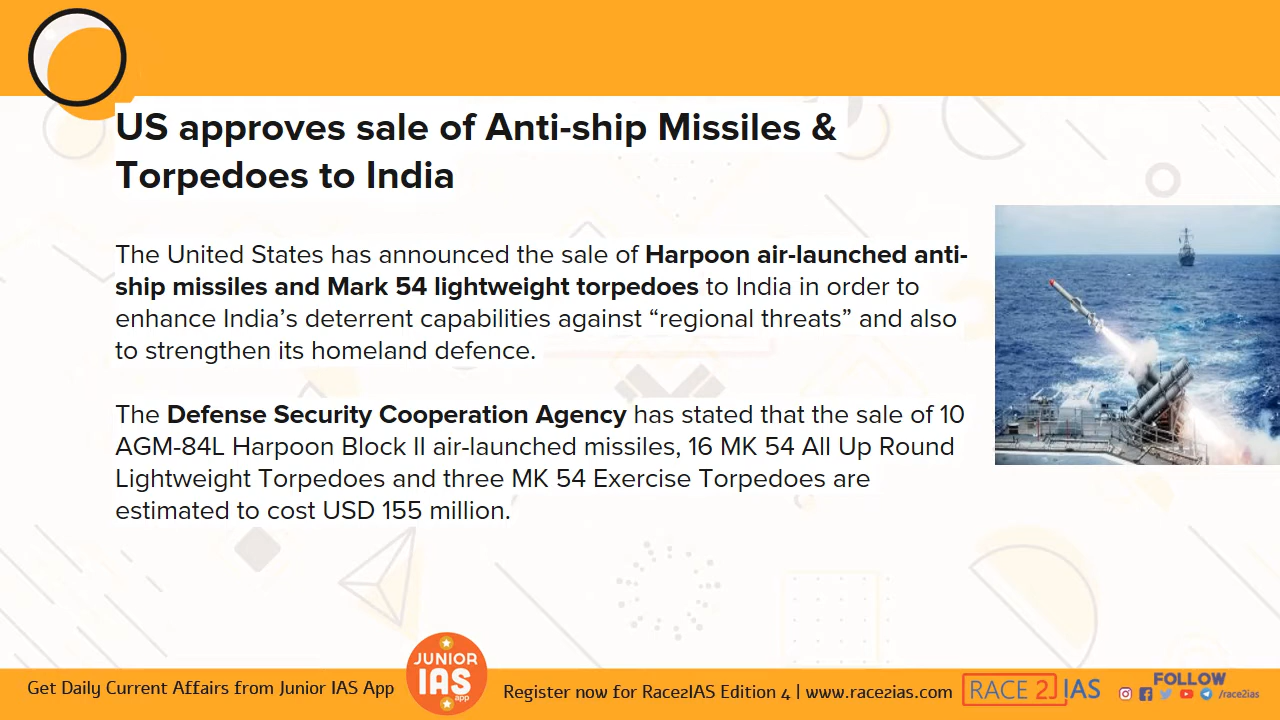 US approves sale of Anti-ship Missiles &
Torpedoes to India
The United States has announced the sale of Harpoon air-launched anti-
ship missiles and Mark 54 lightweight torpedoes to India in order to
enhance India’s deterrent capabilities against “regional threats” and also
to strengthen its homeland defence.
The Defense Security Cooperation Agency has stated that the sale of 10
AGM-84L Harpoon Block II air-launched missiles, 16 MK 54 All Up Round
Lightweight Torpedoes and three MK 54 Exercise Torpedoes are
estimated to cost USD 155 million.
Get Daily Current Affairs from Junior IAS App
JUNIOR
IAS
app
Register now for Race2IAS Edition 4 | www.race2ias.com
RACE 2 IAS
FOLLOW
/race2ias